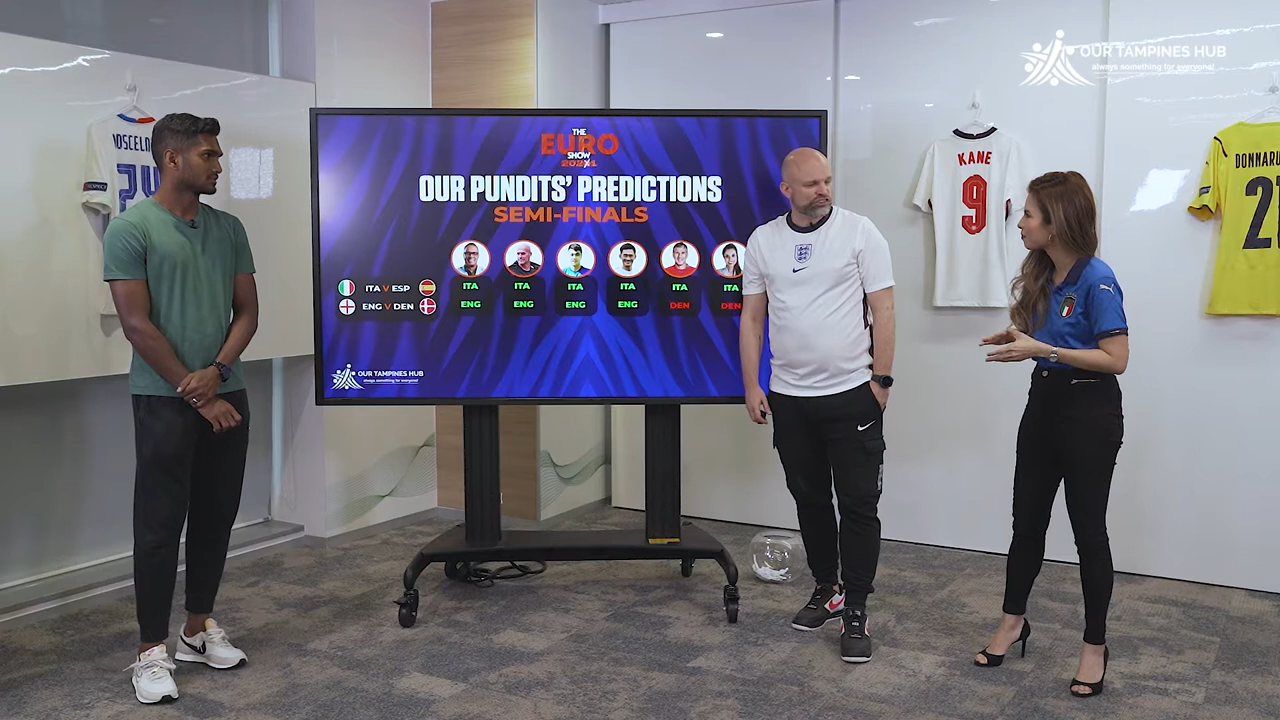 OUR TAMPINES HUB
always something for everyone!
RESPECT
24
KANE
9
DONNARU
21
THE
EURO
SHOW
OUR PUNDITS' PREDICTIONS
SEMI-FINALS
ITA V ESP
ITA ITA ITA ITA ITA ITA
ENG V DEN
ENG ENG ENG ENG DEN DEN
OUR TAMPINES HUB
always something for everyone!